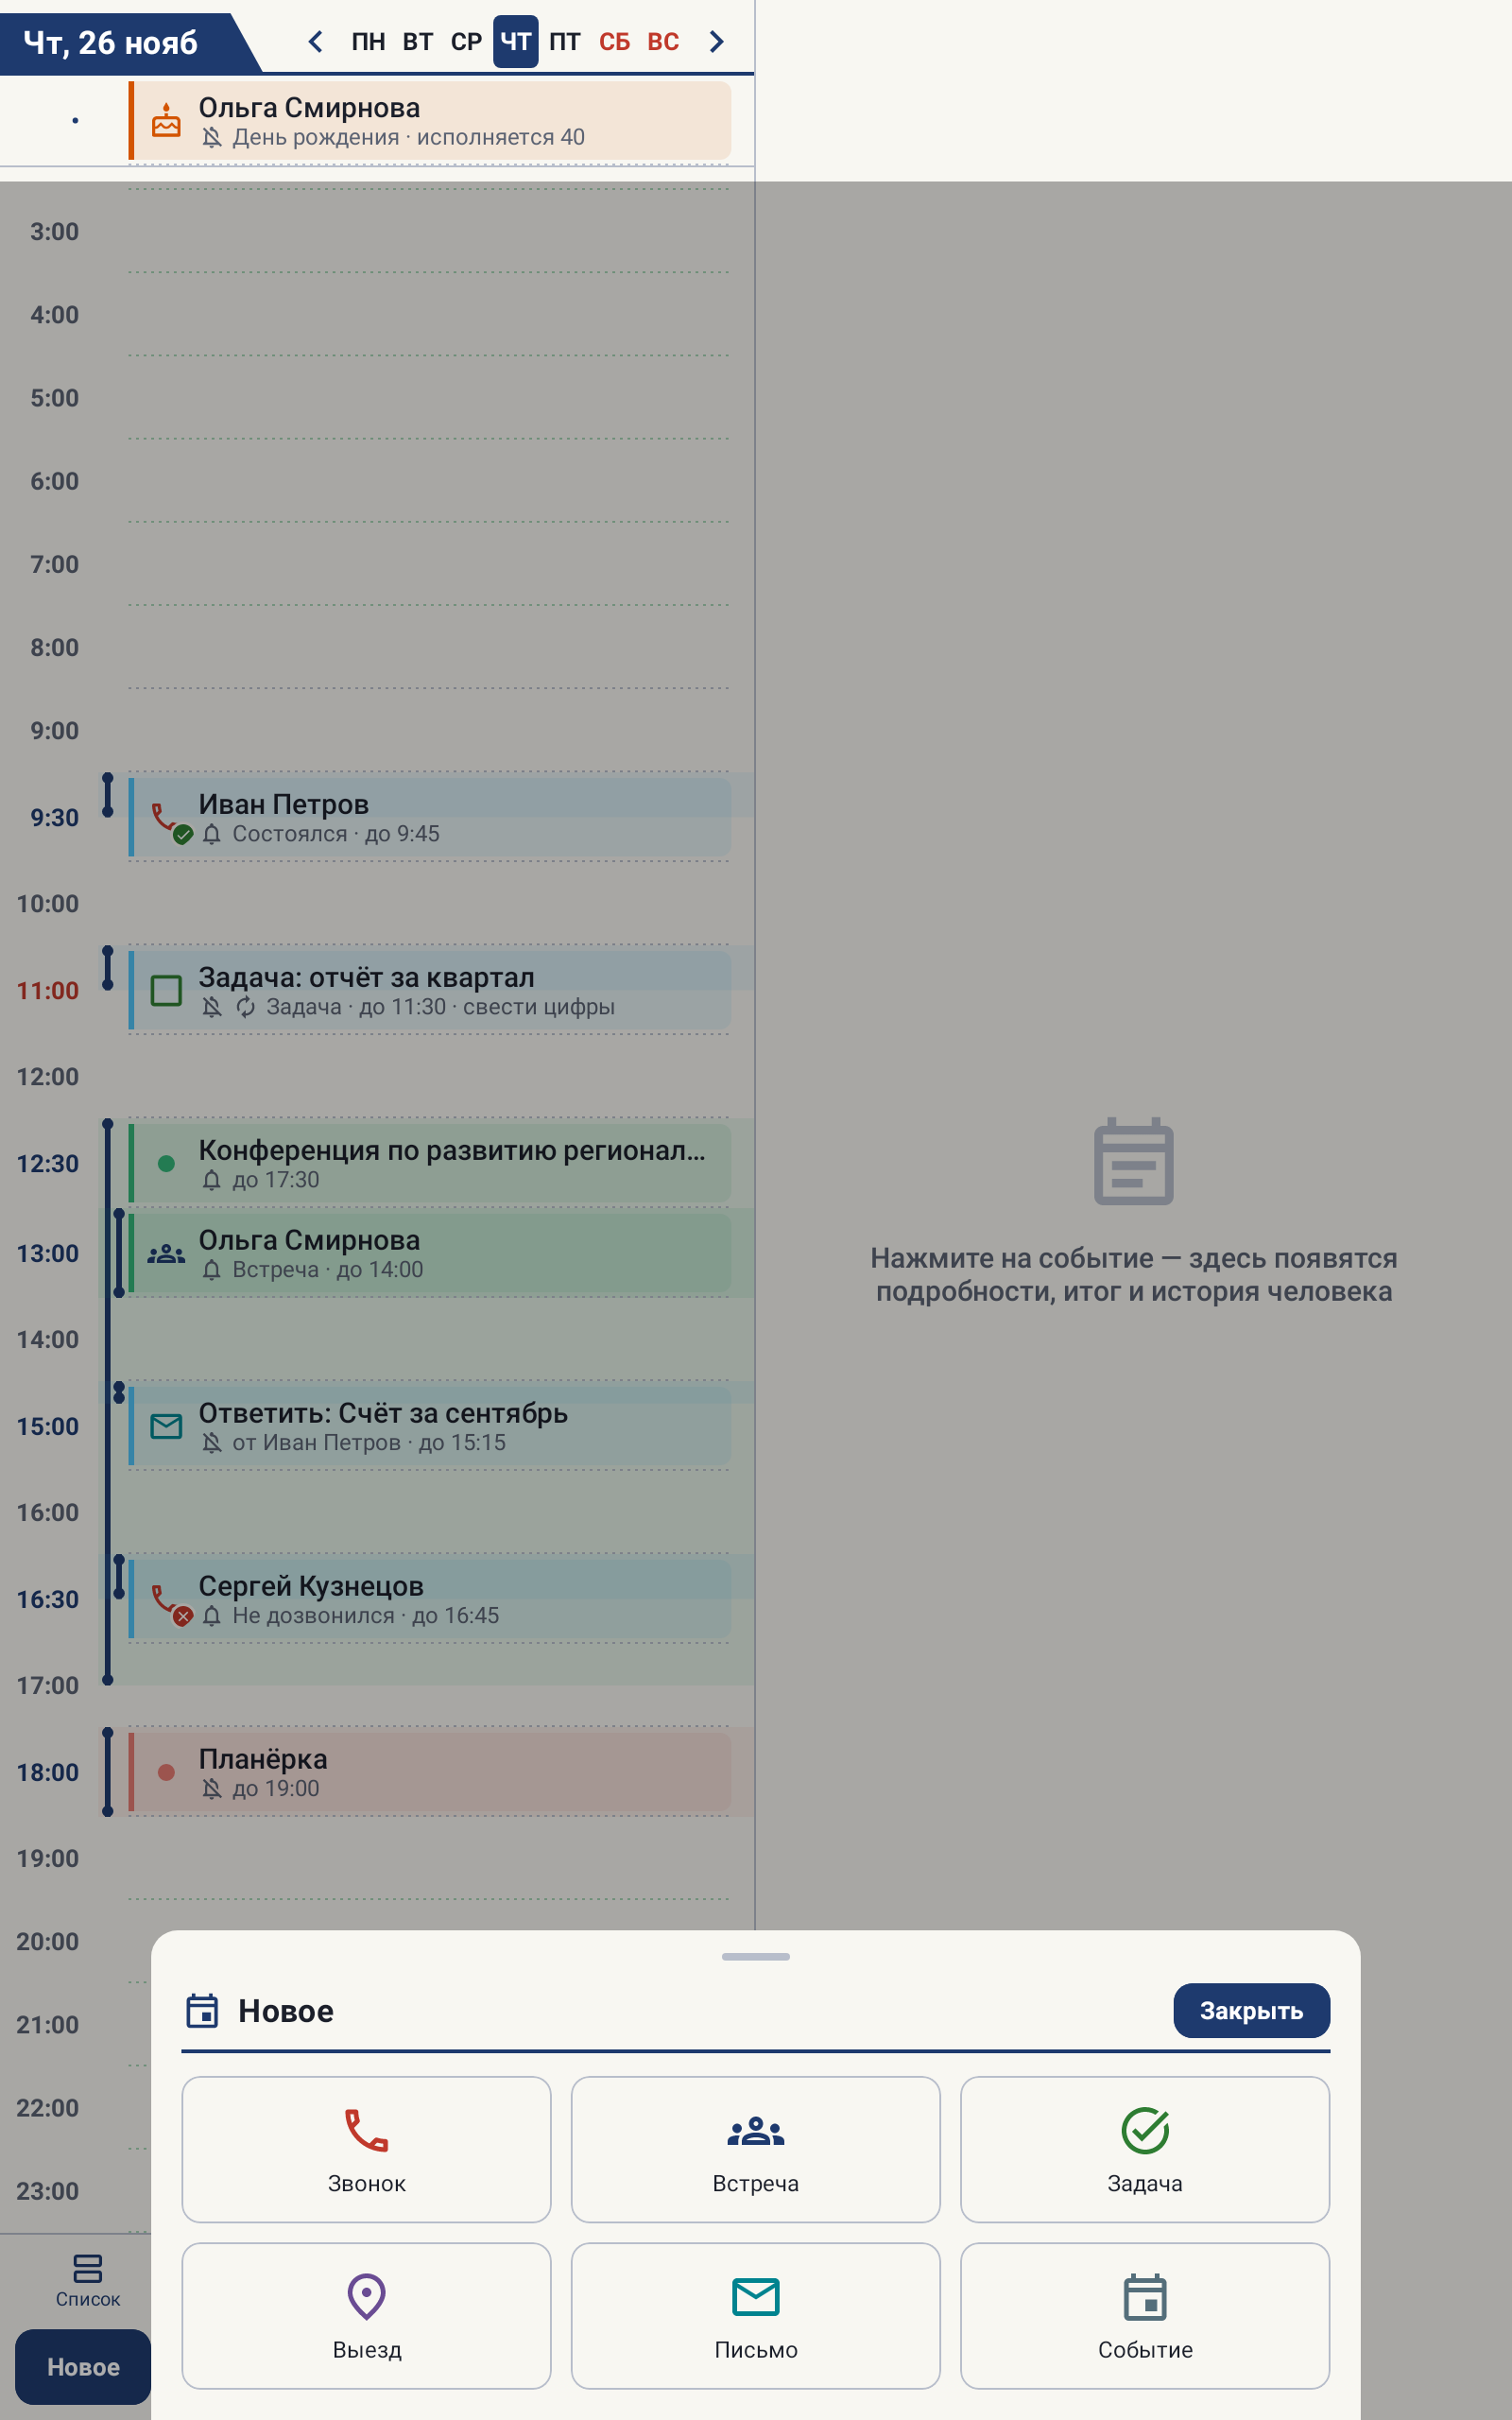 Чт, 26 нояб
ПН ВТ СР ЧТ ПТ СБ ВС
Ольга Смирнова
День рождения · исполняется 40
3:00
4:00
5:00
6:00
7:00
8:00
9:00
9:30
Иван Петров
Состоялся · до 9:45
10:00
11:00
Задача: отчёт за квартал
Задача · до 11:30 · свести цифры
12:00
12:30
Конференция по развитию регионал...
до 17:30
13:00
Ольга Смирнова
Встреча · до 14:00
14:00
15:00
Ответить: Счёт за сентябрь
от Иван Петров · до 15:15
16:00
16:30
Сергей Кузнецов
Не дозвонился · до 16:45
17:00
18:00
Планёрка
до 19:00
19:00
20:00
21:00
22:00
23:00
Список
Новое
Нажмите на событие — здесь появятся
подробности, итог и история человека
Новое
Закрыть
Звонок
Встреча
Задача
Выезд
Письмо
Событие